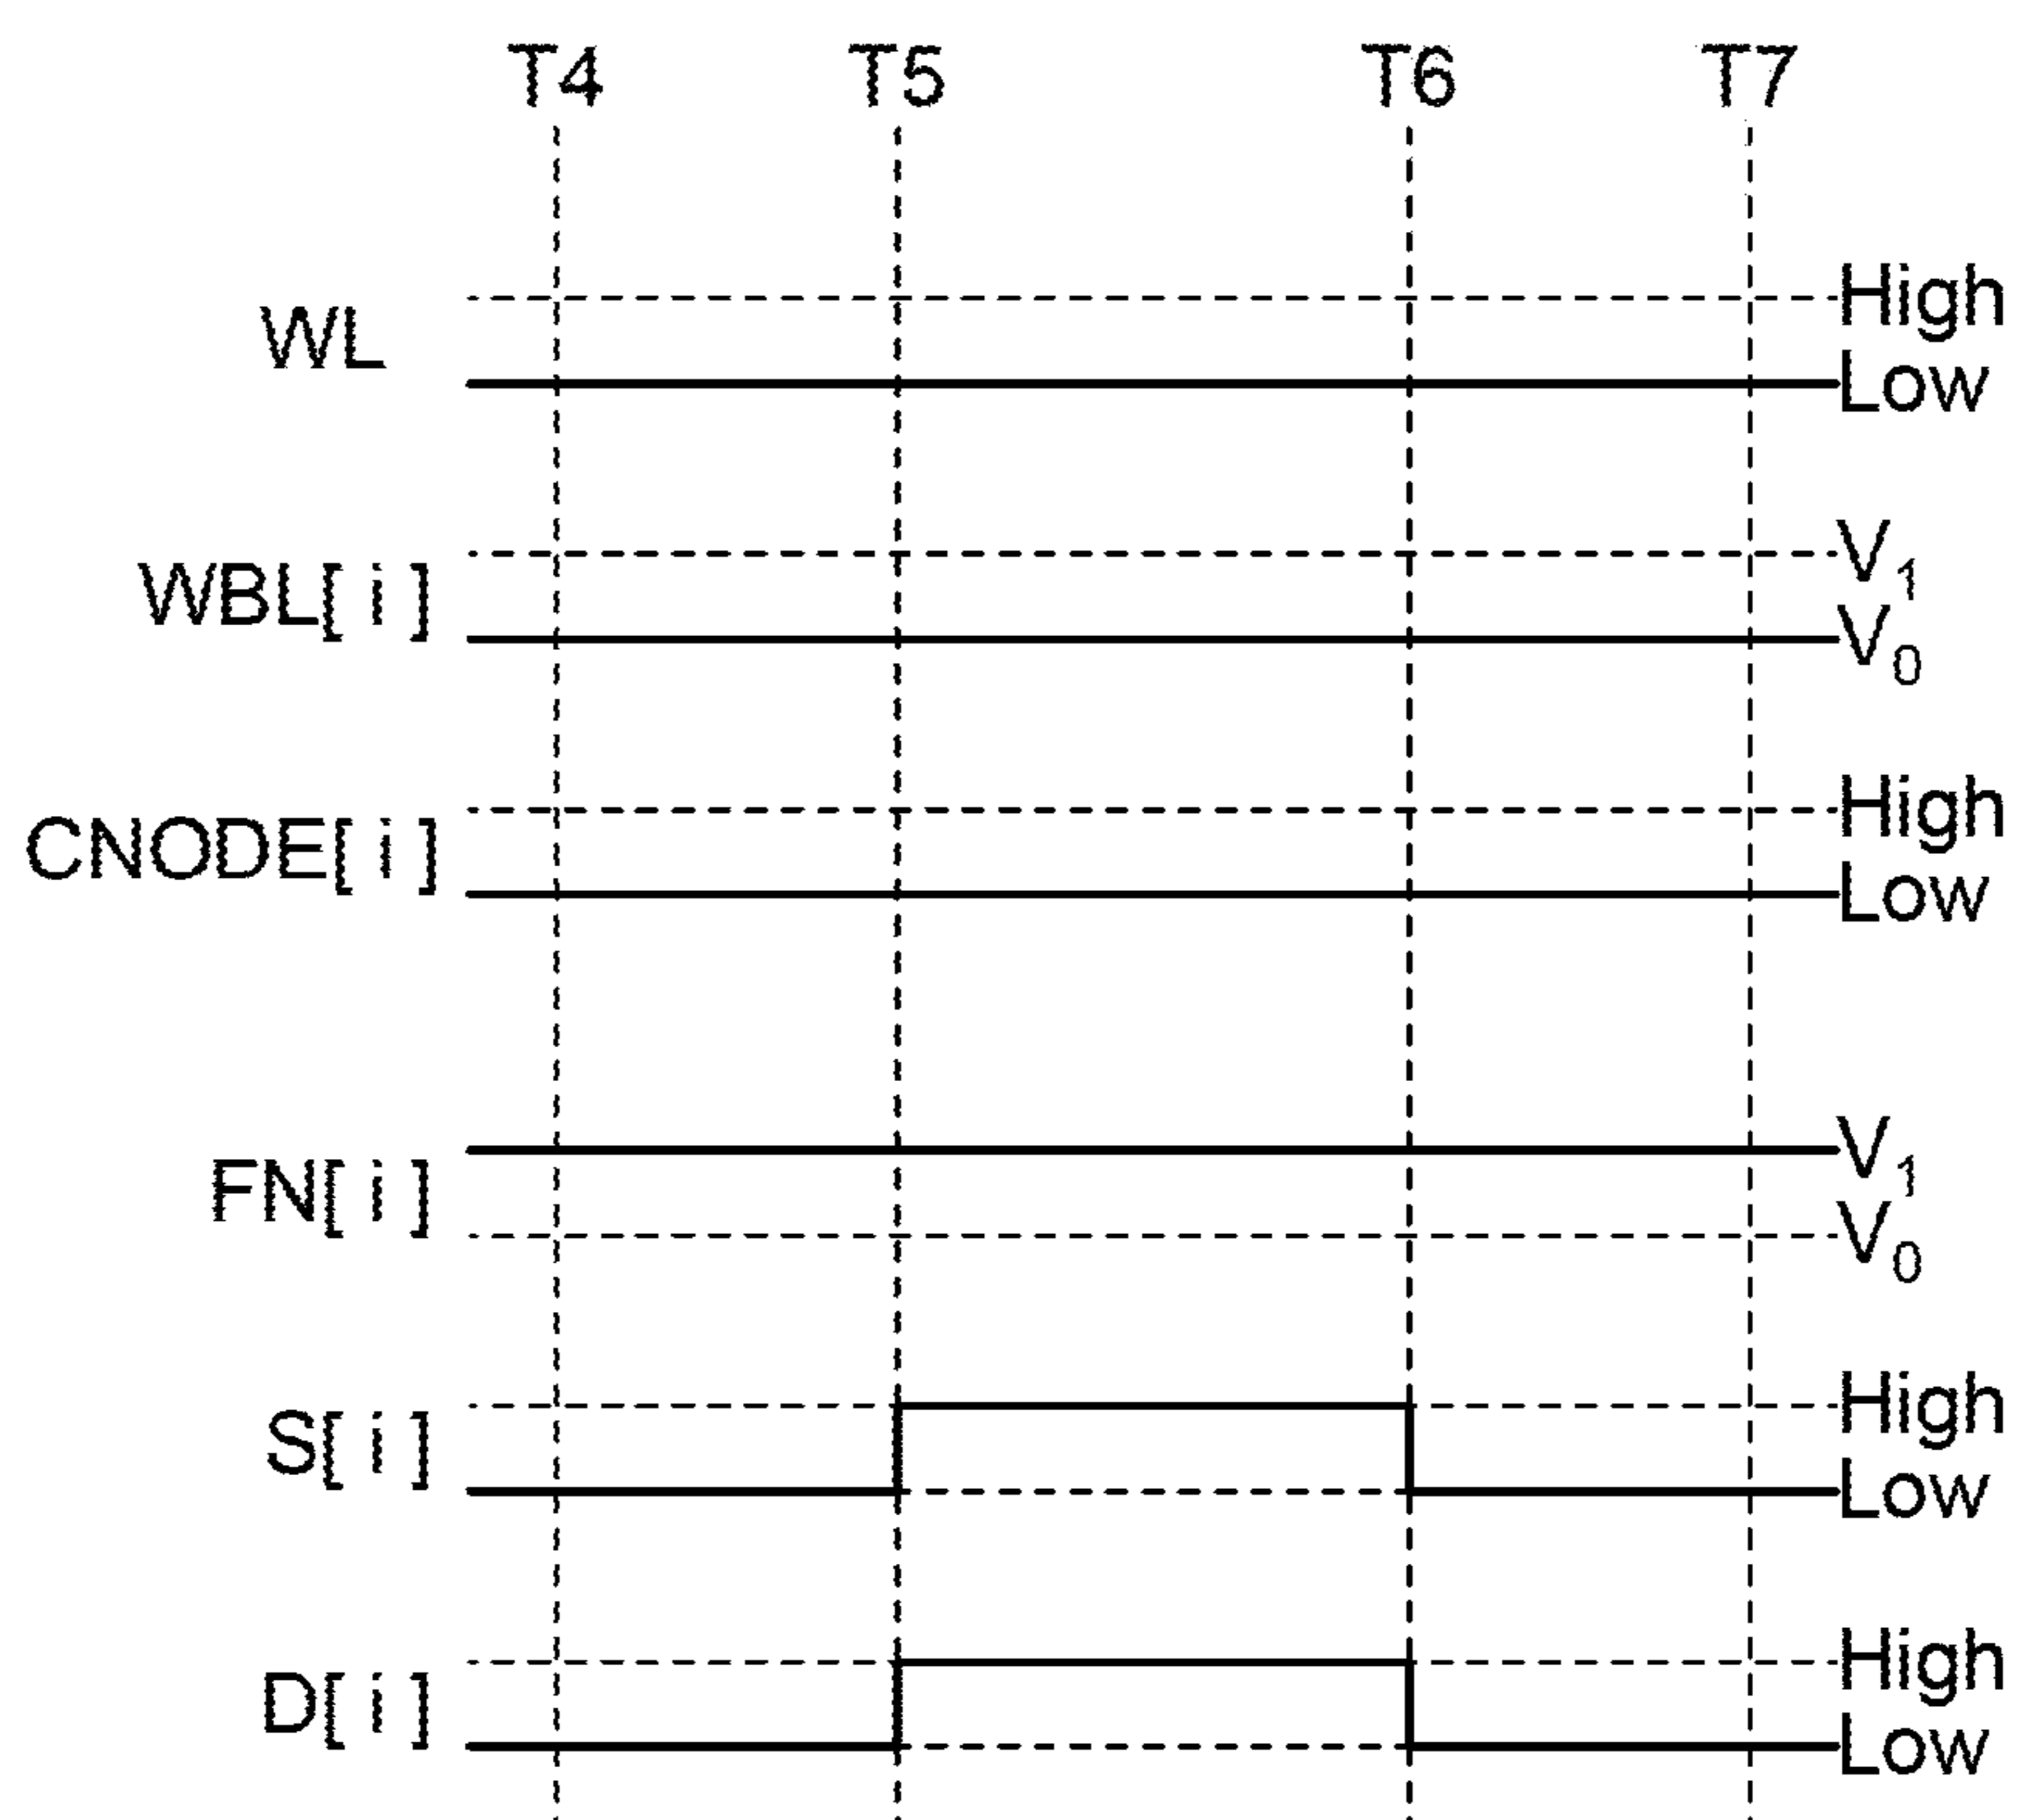 T4 T5 T6 T7
High
WL
Low
V1
WBL[ i ]
V0
High
CNODE[ i ]
Low
V1
FN[ i ]
V0
High
S[ i ]
Low
High
D[ i ]
Low